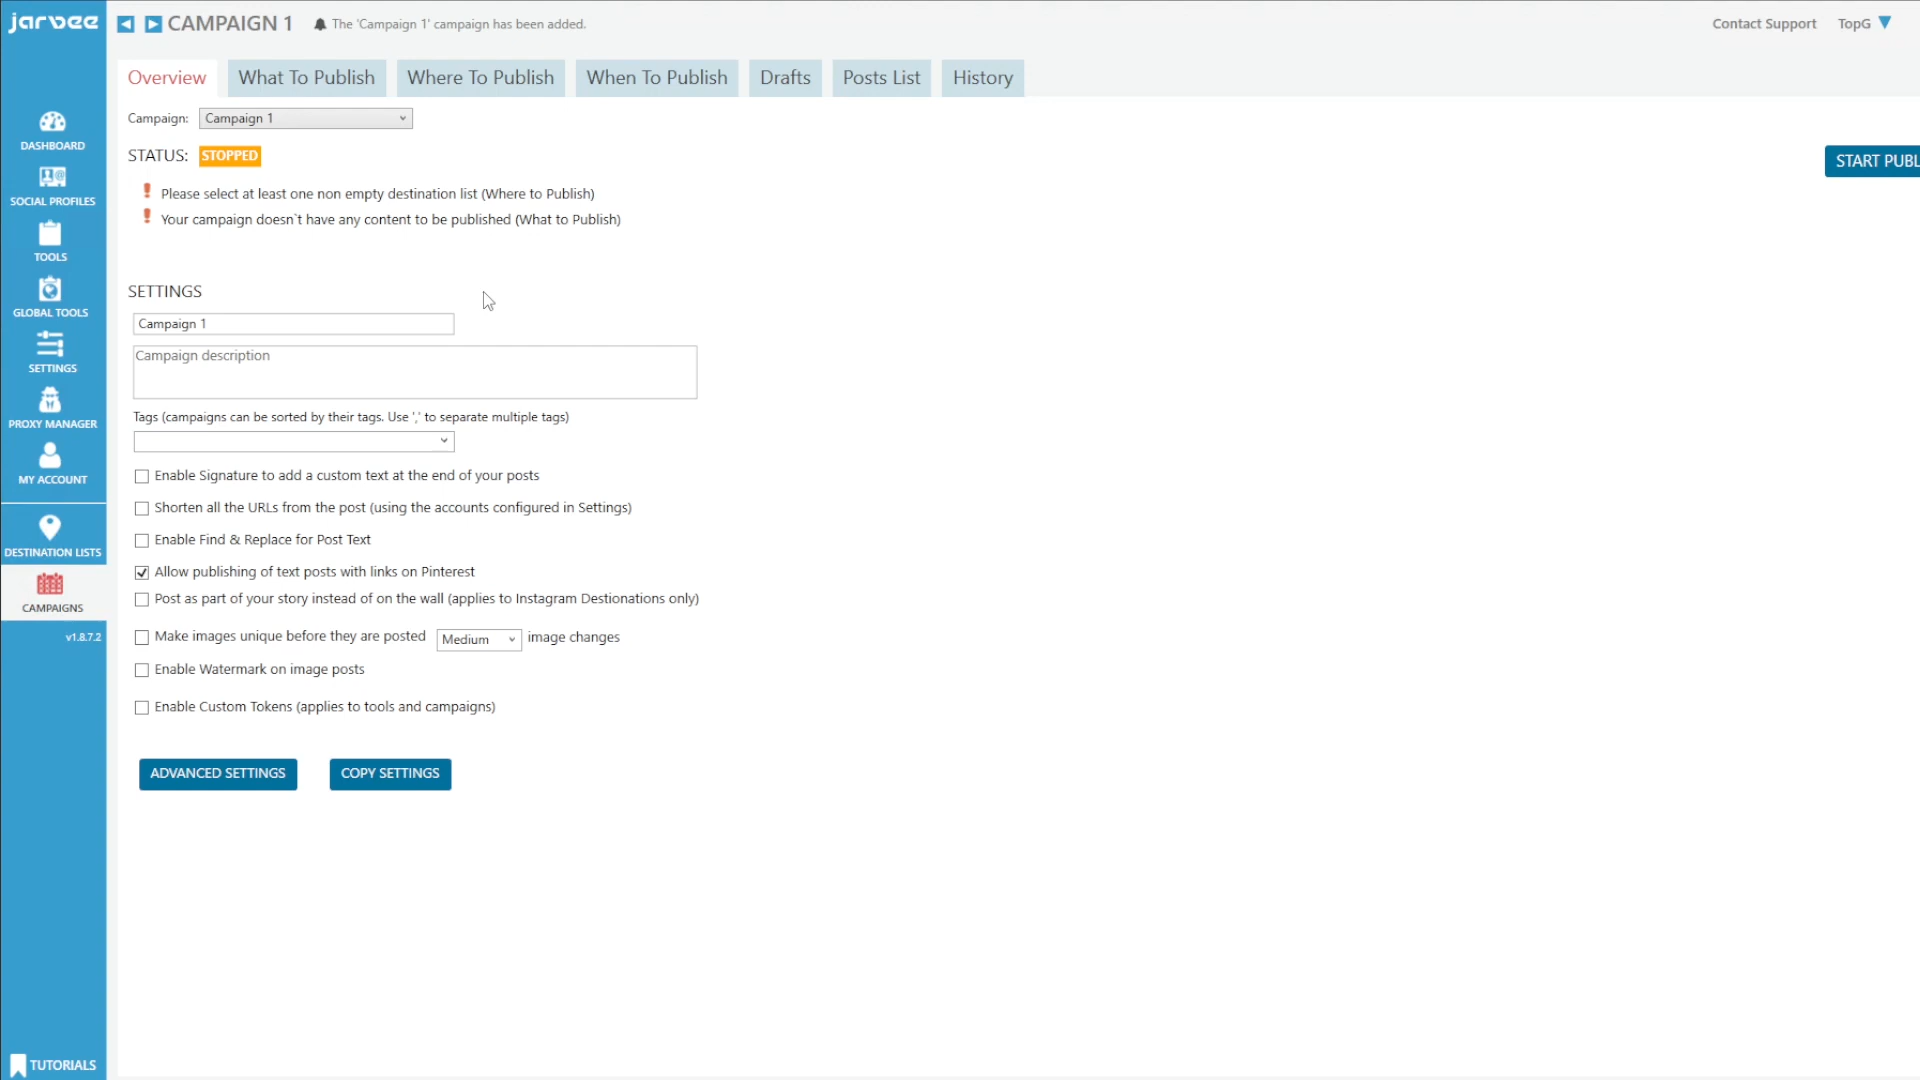 jarvee
CAMPAIGN 1
The 'Campaign 1' campaign has been added.
Contact Support
TopG
Overview
What To Publish
Where To Publish
When To Publish
Drafts
Posts List
History
Campaign:
Campaign 1
STATUS:
STOPPED
START PUBL
Please select at least one non empty destination list (Where to Publish)
Your campaign doesn`t have any content to be published (What to Publish)
SETTINGS
Campaign 1
Campaign description
Tags (campaigns can be sorted by their tags. Use ',' to separate multiple tags)
Enable Signature to add a custom text at the end of your posts
Shorten all the URLs from the post (using the accounts configured in Settings)
Enable Find & Replace for Post Text
Allow publishing of text posts with links on Pinterest
Post as part of your story instead of on the wall (applies to Instagram Destionations only)
Make images unique before they are posted
Medium
image changes
Enable Watermark on image posts
Enable Custom Tokens (applies to tools and campaigns)
ADVANCED SETTINGS
COPY SETTINGS
DASHBOARD
SOCIAL PROFILES
TOOLS
GLOBAL TOOLS
SETTINGS
PROXY MANAGER
MY ACCOUNT
DESTINATION LISTS
CAMPAIGNS
v1.8.7.2
TUTORIALS